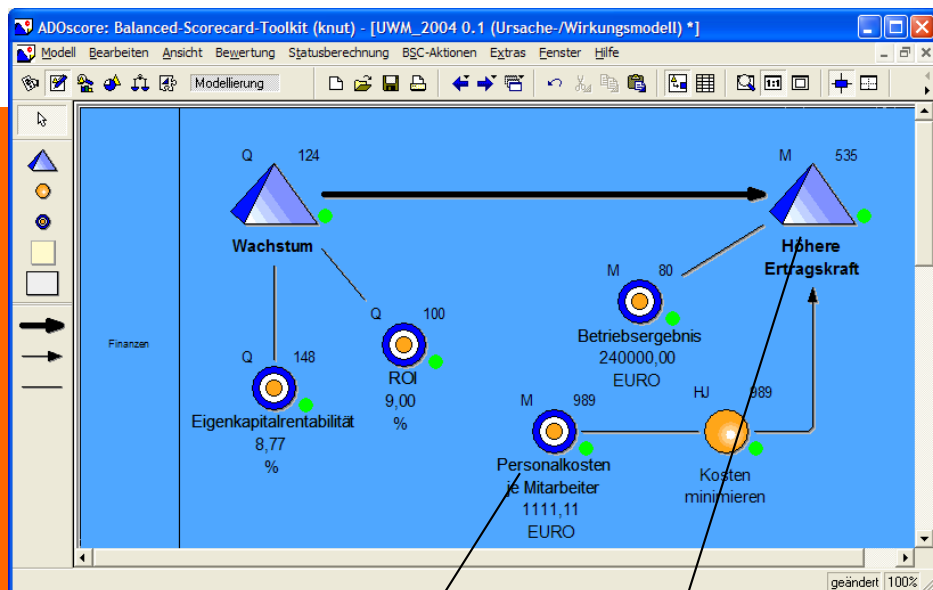 ADOscore: Balanced-Scorecard-Toolkit (knut) - [UWM_2004 0.1 (Ursache-/Wirkungsmodell) *]
Modell Bearbeiten Ansicht Bewertung Statusberechnung BSC-Aktionen Extras Fenster Hilfe
Modellierung
1:1
Q 124
Wachstum
M 535
Höhere
Ertragskraft
M 80
Betriebsergebnis
240000,00
EURO
Q 100
ROI
9,00
%
Finanzen
Q 148
Eigenkapitalrentabilität
8,77
%
M 989
Personalkosten
je Mitarbeiter
1111,11
EURO
HJ 989
Kosten
minimieren
geändert 100%